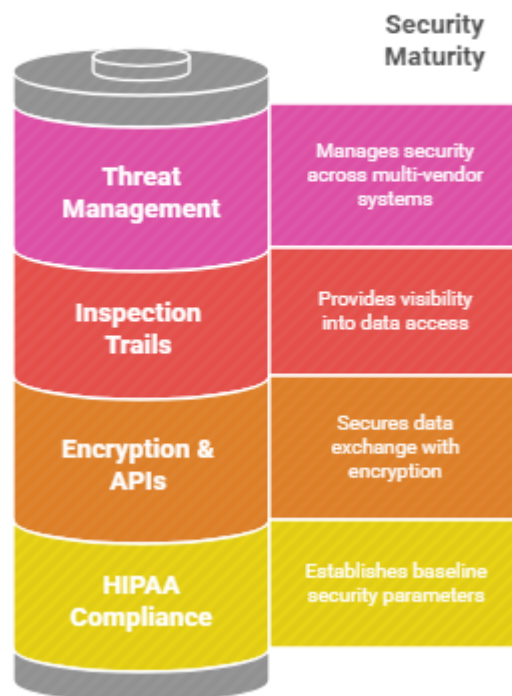 Security
Maturity
Threat
Management
Manages security
across multi-vendor
systems
Inspection
Trails
Provides visibility
into data access
Encryption &
APIs
Secures data
exchange with
encryption
HIPAA
Compliance
Establishes baseline
security parameters